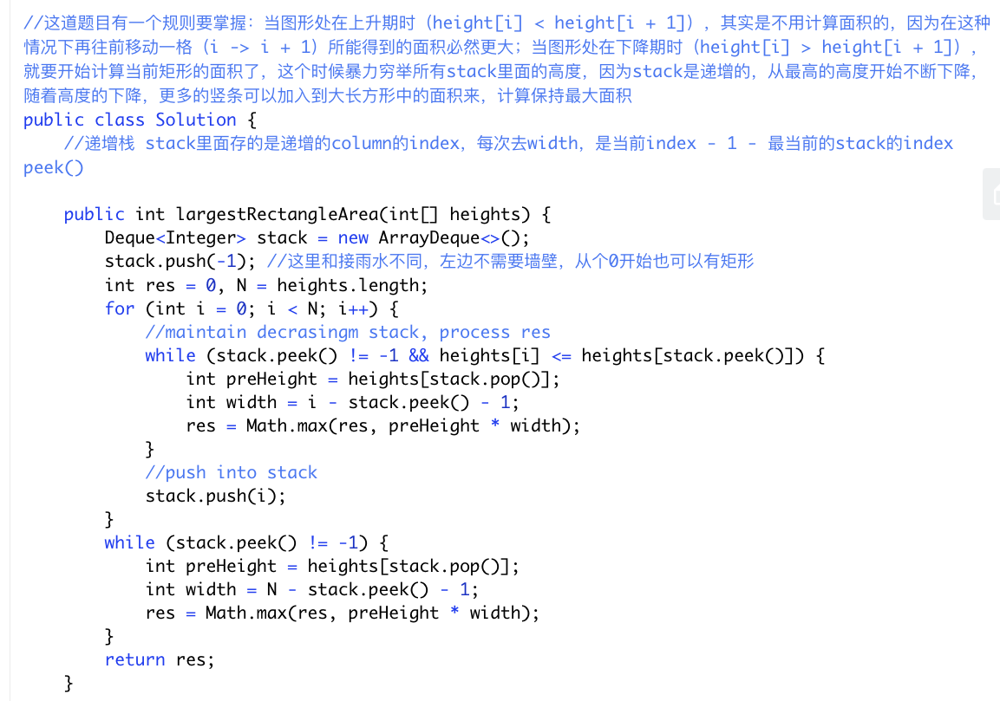 //这道题目有一个规则要掌握：当图形处在上升期时（height[i] < height[i + 1]），其实是不用计算面积的，因为在这种
情况下再往前移动一格（i -> i + 1）所能得到的面积必然更大；当图形处在下降期时（height[i] > height[i + 1]），
就要开始计算当前矩形的面积了，这个时候暴力穷举所有stack里面的高度，因为stack是递增的，从最高的高度开始不断下降，
随着高度的下降，更多的竖条可以加入到大长方形中的面积来，计算保持最大面积
public class Solution {
    //递增栈 stack里面存的是递增的column的index，每次去width，是当前index - 1 - 最当前的stack的index
peek()

    public int largestRectangleArea(int[] heights) {
        Deque<Integer> stack = new ArrayDeque<>();
        stack.push(-1); //这里和接雨水不同，左边不需要墙壁，从个0开始也可以有矩形
        int res = 0, N = heights.length;
        for (int i = 0; i < N; i++) {
            //maintain decrasingm stack, process res
            while (stack.peek() != -1 && heights[i] <= heights[stack.peek()]) {
                int preHeight = heights[stack.pop()];
                int width = i - stack.peek() - 1;
                res = Math.max(res, preHeight * width);
            }
            //push into stack
            stack.push(i);
        }
        while (stack.peek() != -1) {
            int preHeight = heights[stack.pop()];
            int width = N - stack.peek() - 1;
            res = Math.max(res, preHeight * width);
        }
        return res;
    }